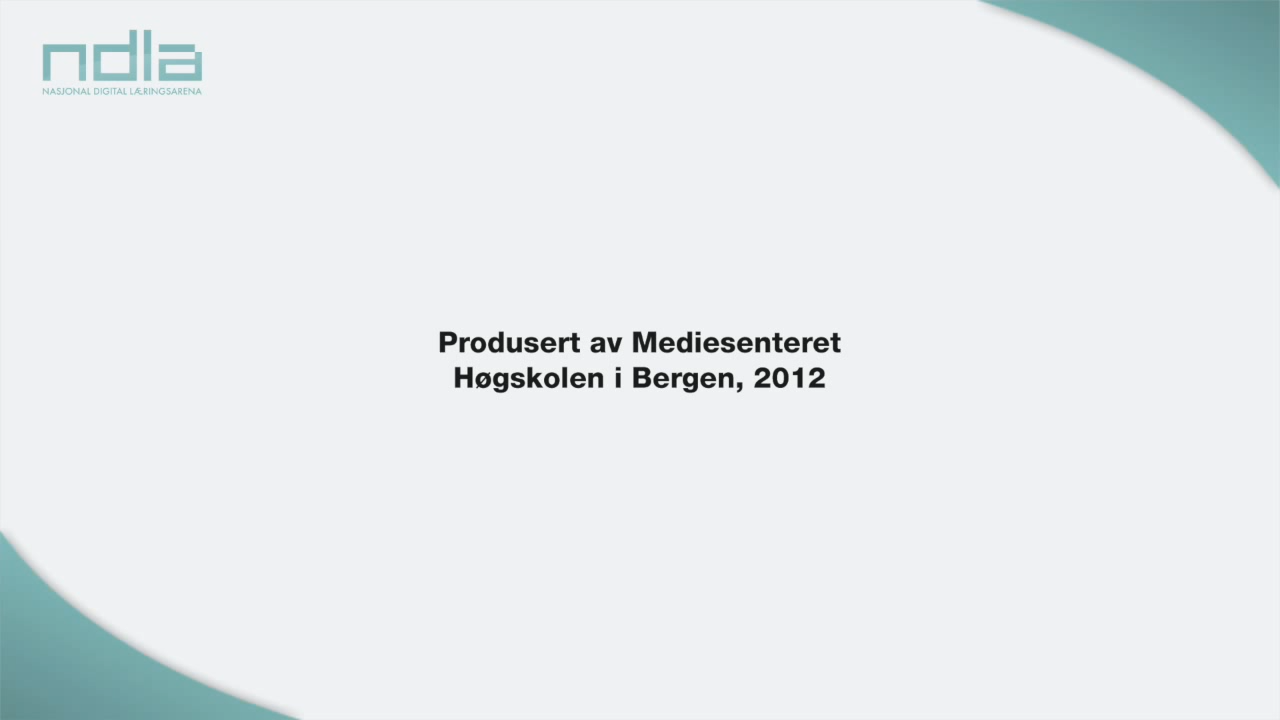 ndla
NASJONAL DIGITAL LÆRINGSARENA
Produsert av Mediesenteret
Høgskolen i Bergen, 2012